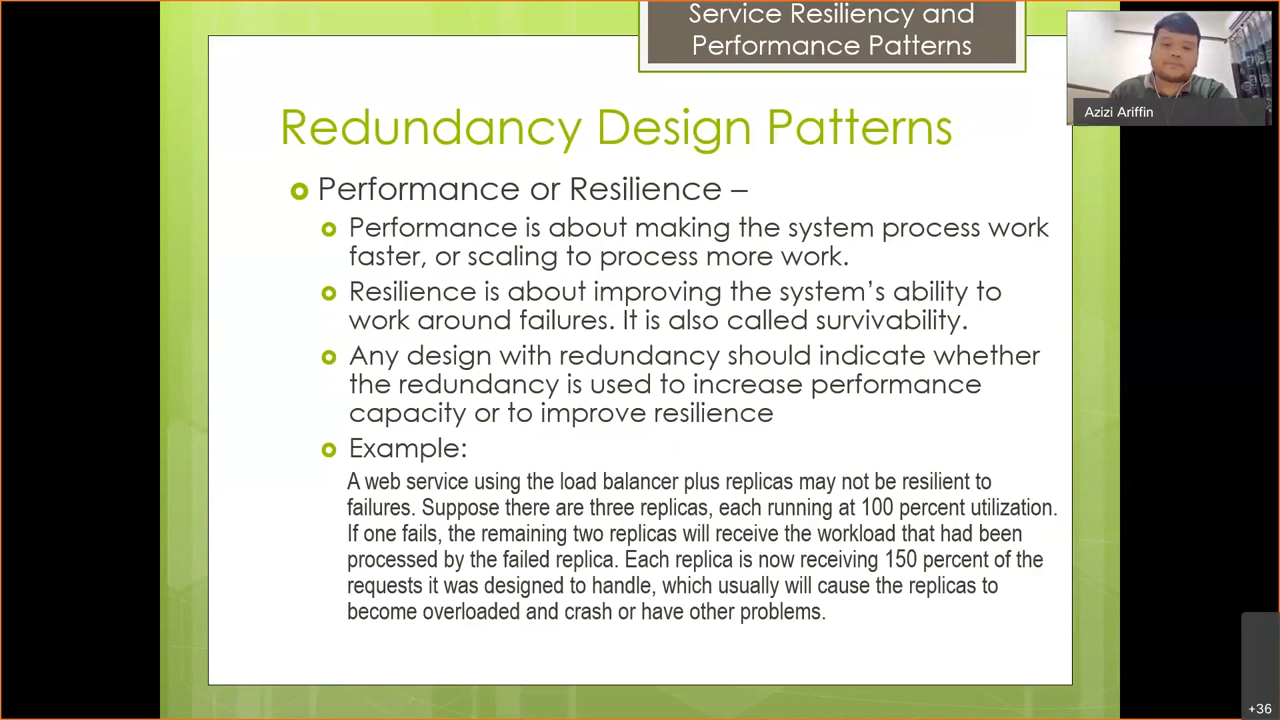 Service Resiliency and
Performance Patterns
Azizi Ariffin
Redundancy Design Patterns
Performance or Resilience –
Performance is about making the system process work
faster, or scaling to process more work.
Resilience is about improving the system’s ability to
work around failures. It is also called survivability.
Any design with redundancy should indicate whether
the redundancy is used to increase performance
capacity or to improve resilience
Example:
A web service using the load balancer plus replicas may not be resilient to
failures. Suppose there are three replicas, each running at 100 percent utilization.
If one fails, the remaining two replicas will receive the workload that had been
processed by the failed replica. Each replica is now receiving 150 percent of the
requests it was designed to handle, which usually will cause the replicas to
become overloaded and crash or have other problems.
+36